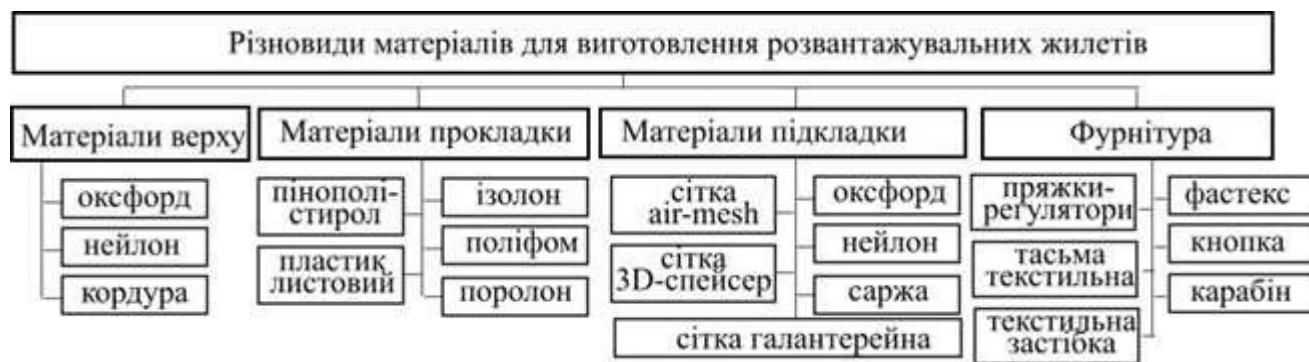 Різновиди матеріалів для виготовлення розвантажувальних жилетів
Матеріали верху
оксфорд
нейлон
кордура
Матеріали прокладки
пінополі-
стирол
пластик
листовий
ізолон
поліфом
поролон
Матеріали підкладки
сітка
air-mesh
сітка
3D-спейсер
оксфорд
нейлон
саржа
сітка галантерейна
Фурнітура
пряжки-
регулятори
тасьма
текстильна
текстильна
застібка
фастекс
кнопка
карабін